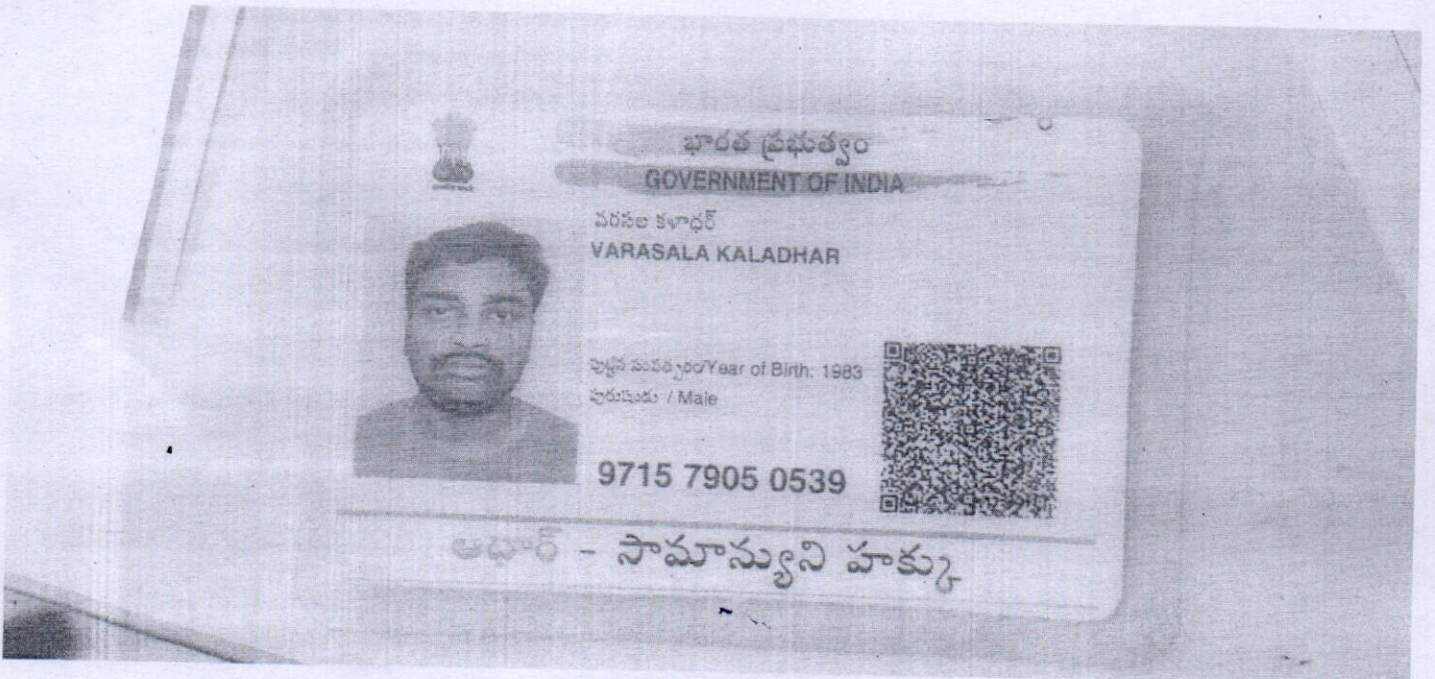 భారత ప్రభుత్వం
GOVERNMENT OF INDIA
వరసల కళాధర్
VARASALA KALADHAR
పుట్టిన సంవత్సరం/Year of Birth: 1983
పురుషుడు / Male
9715 7905 0539
ఆధార్ - సామాన్యుని హక్కు